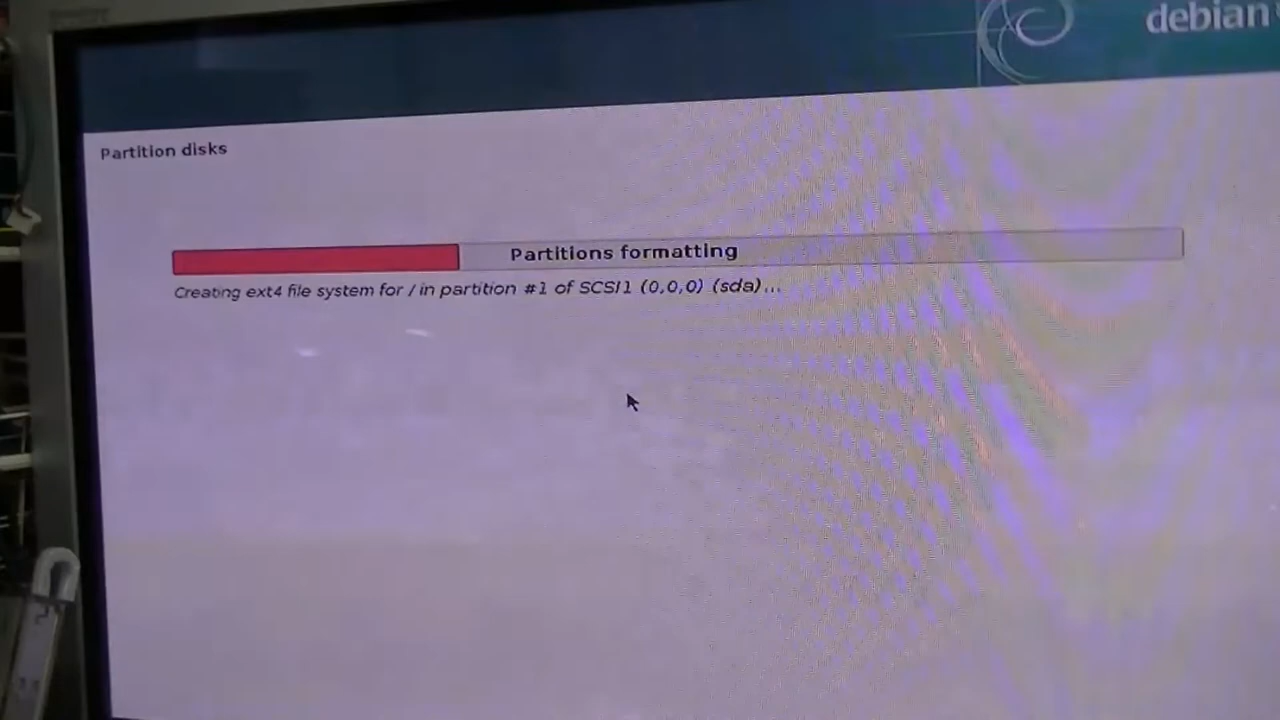 debian
Partition disks
Partitions formatting
Creating ext4 file system for / in partition #1 of SCSI1 (0,0,0) (sda)...